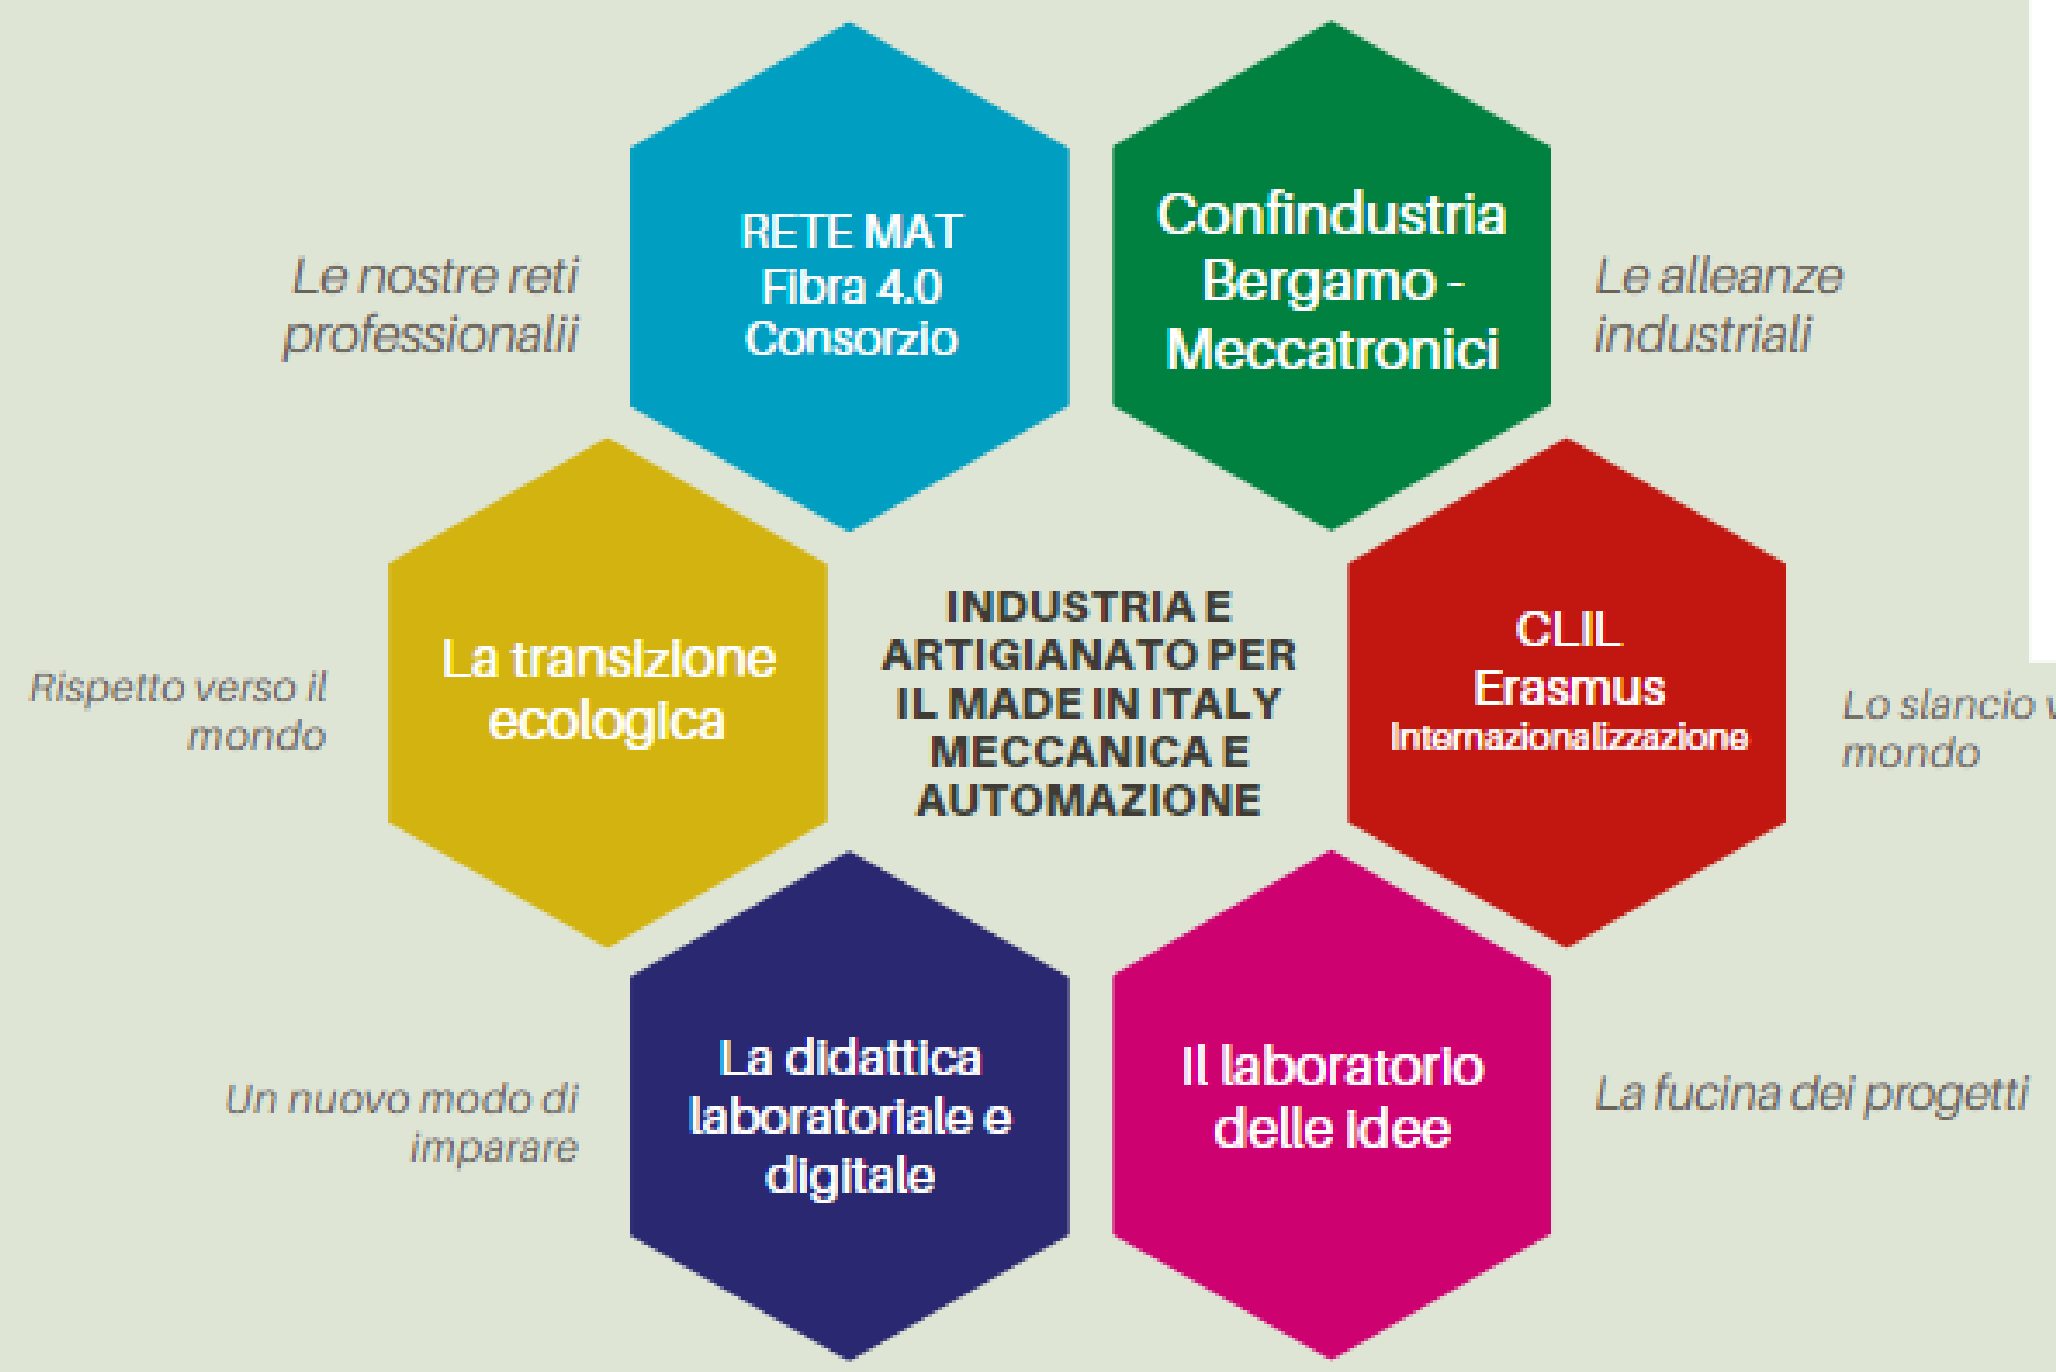 RETE MAT
Fibra 4.0
Consorzio
Confindustria
Bergamo -
Meccatronici
Le nostre reti
professionalii
Le alleanze
industriali
La transizione
ecologica
INDUSTRIA E
ARTIGIANATO PER
IL MADE IN ITALY
MECCANICA E
AUTOMAZIONE
CLIL
Erasmus
Internazionalizzazione
Rispetto verso il
mondo
Lo slancio
mondo
La didattica
laboratoriale e
digitale
Il laboratorio
delle idee
Un nuovo modo di
imparare
La fucina dei progetti